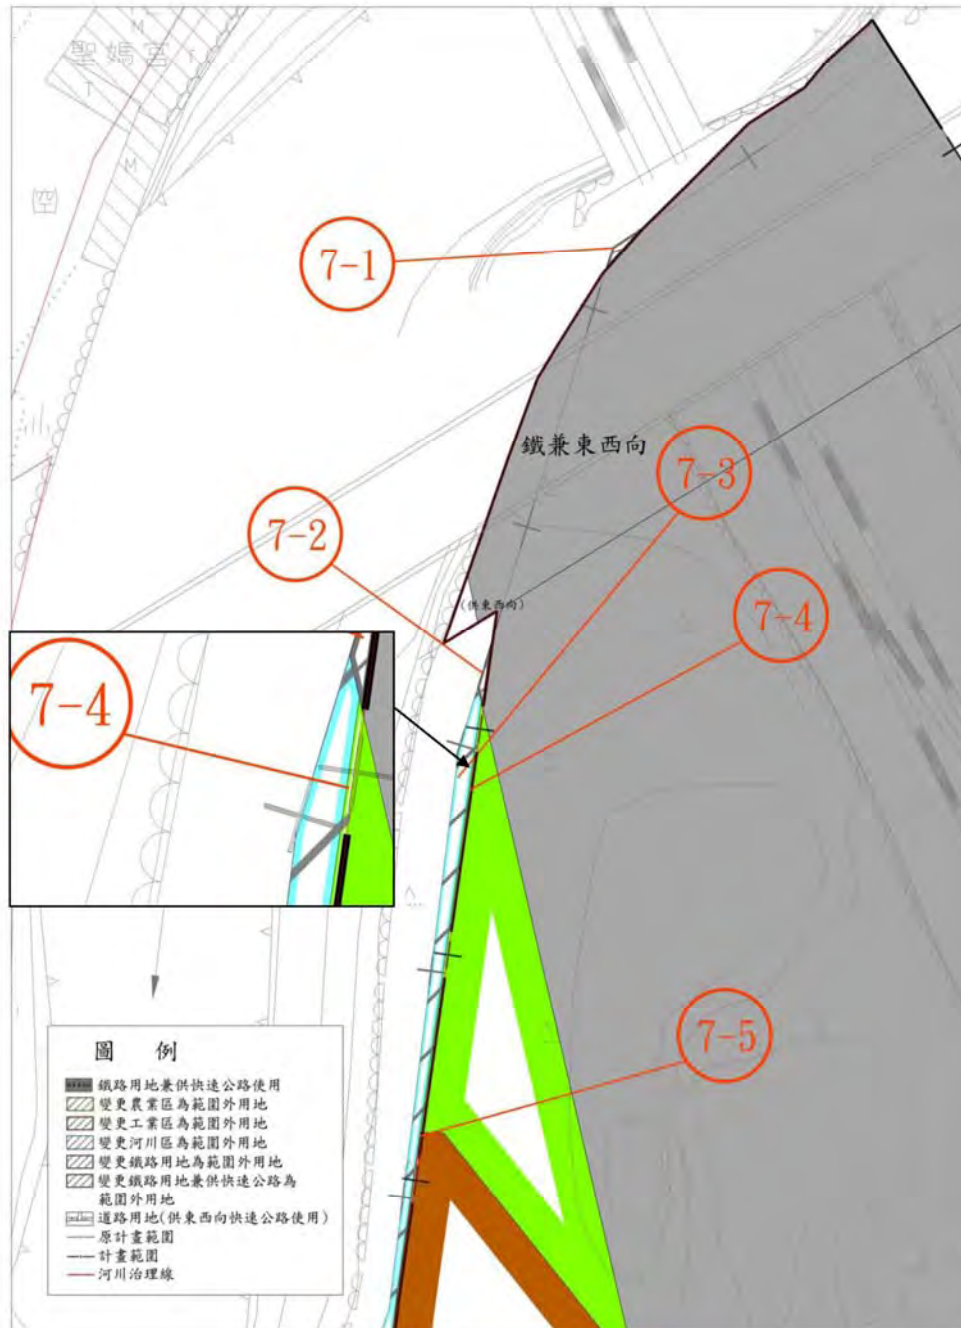 聖媽宮
T
M
T
M
(空)
B
7-1
鐵兼東西向
7-3
7-2
(供東西向)
7-4
7-4
7-5
圖 例
鐵路用地兼供快速公路使用
變更農業區為範圍外用地
變更工業區為範圍外用地
變更河川區為範圍外用地
變更鐵路用地為範圍外用地
變更鐵路用地兼供快速公路為
範圍外用地
道路用地(供東西向快速公路使用)
原計畫範圍
計畫範圍
河川治理線